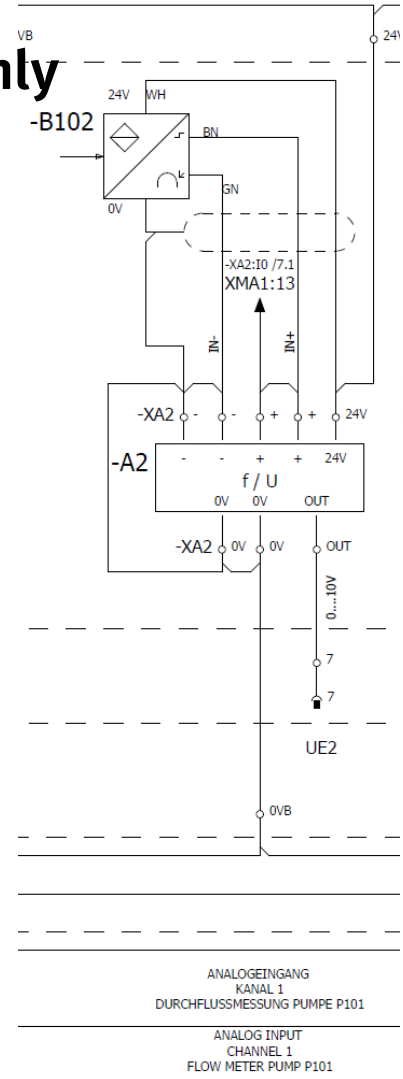 VB
24V
nly
24V WH
-B102
BN
GN
0V
-XA2:I0 /7.1
XMA1:13
IN-
IN+
-XA2 - - + + 24V
-A2
- - + + 24V
f / U
0V 0V OUT
-XA2 0V 0V OUT
0....10V
7
7
UE2
0VB
ANALOGEINGANG
KANAL 1
DURCHFLUSSMESSUNG PUMPE P101
ANALOG INPUT
CHANNEL 1
FLOW METER PUMP P101